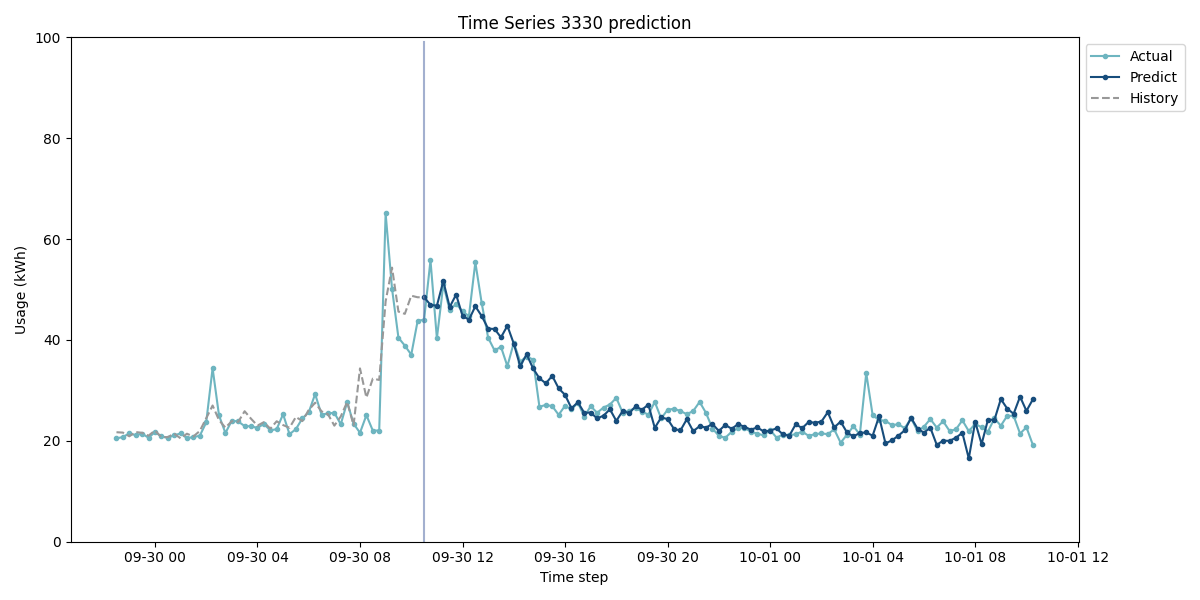 Time Series 3330 prediction
Usage (kWh)
100
80
60
40
20
0
09-30 00
09-30 04
09-30 08
09-30 12
09-30 16
09-30 20
10-01 00
10-01 04
10-01 08
10-01 12
Time step
Actual
Predict
History